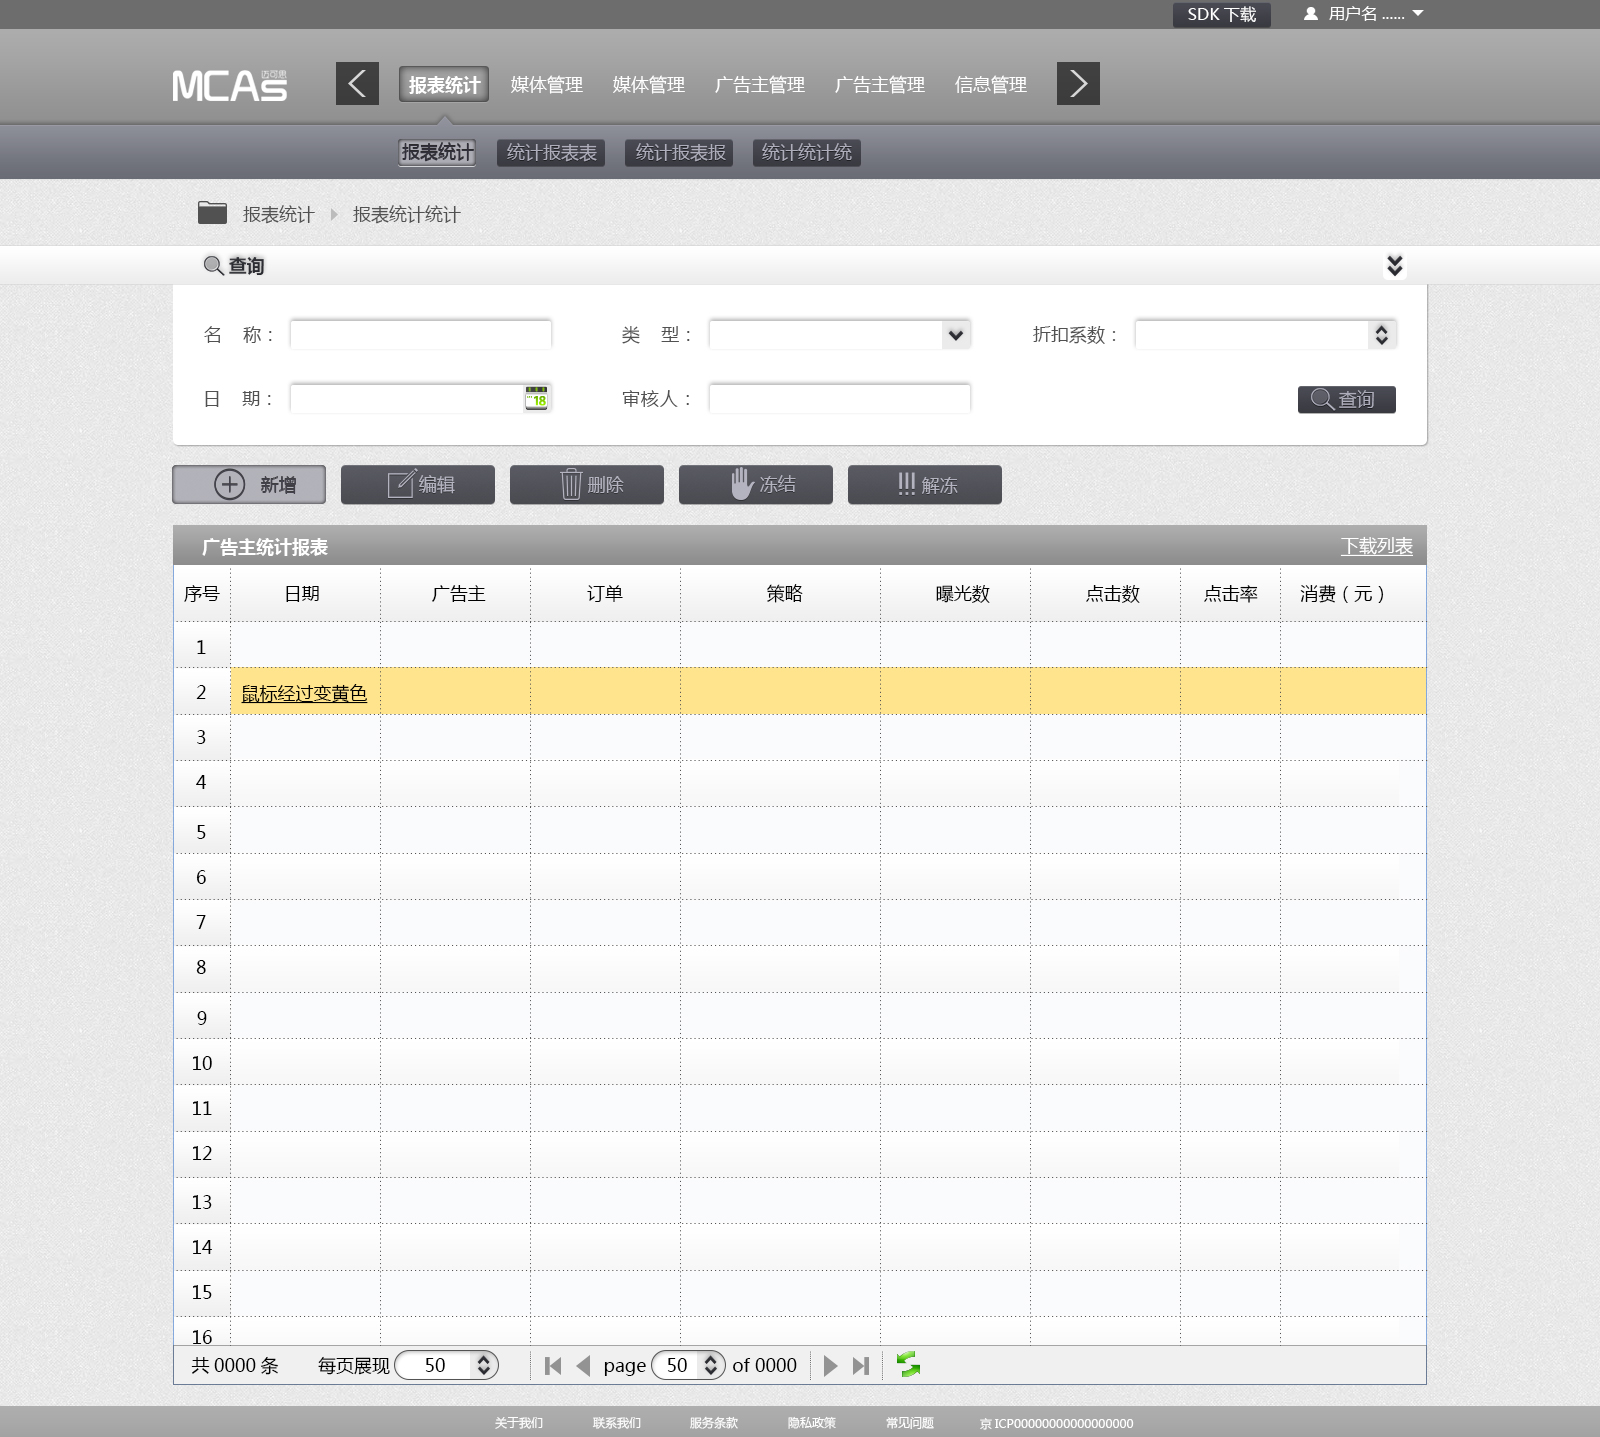 SDK 下载 用户名 ......
MCAs 迈可思 报表统计 媒体管理 媒体管理 广告主管理 广告主管理 信息管理
报表统计 统计报表表 统计报表报 统计统计统
报表统计 报表统计统计
查询
名 称： 类 型： 折扣系数：
日 期： 18 审核人： 查询
新增 编辑 删除 冻结 解冻
广告主统计报表 下载列表
序号 日期 广告主 订单 策略 曝光数 点击数 点击率 消费（元）
1
2 鼠标经过变黄色
3
4
5
6
7
8
9
10
11
12
13
14
15
16
共 0000 条 每页展现 50 page 50 of 0000
关于我们 联系我们 服务条款 隐私政策 常见问题 京 ICP00000000000000000